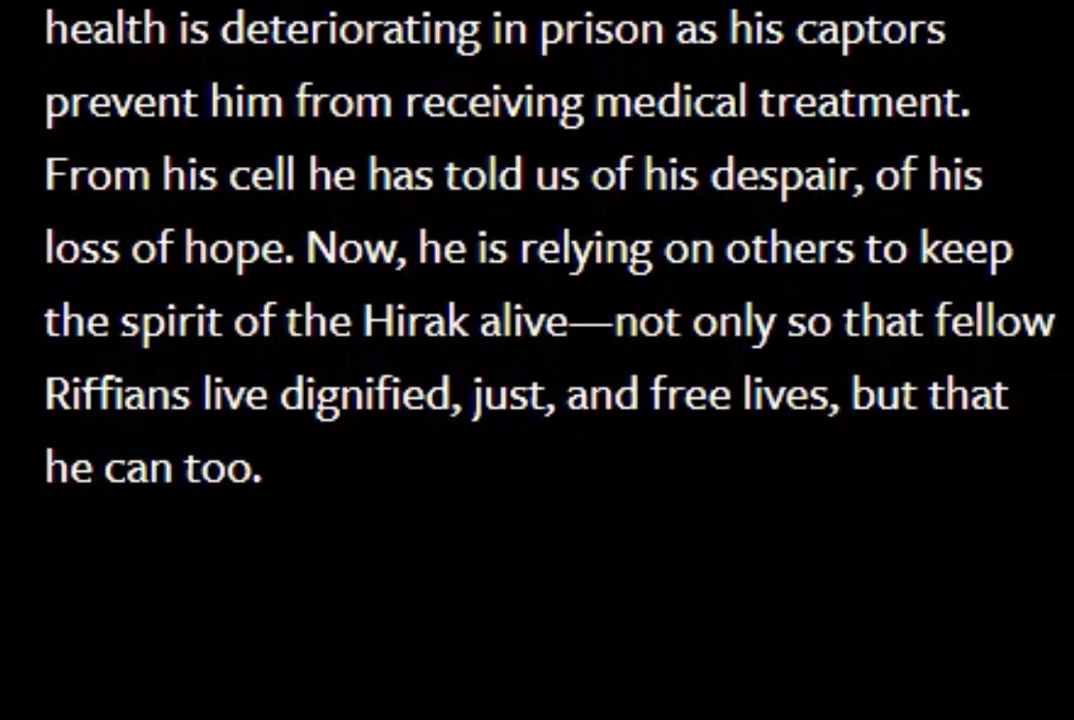 health is deteriorating in prison as his captors
prevent him from receiving medical treatment.
From his cell he has told us of his despair, of his
loss of hope. Now, he is relying on others to keep
the spirit of the Hirak alive—not only so that fellow
Riffians live dignified, just, and free lives, but that
he can too.